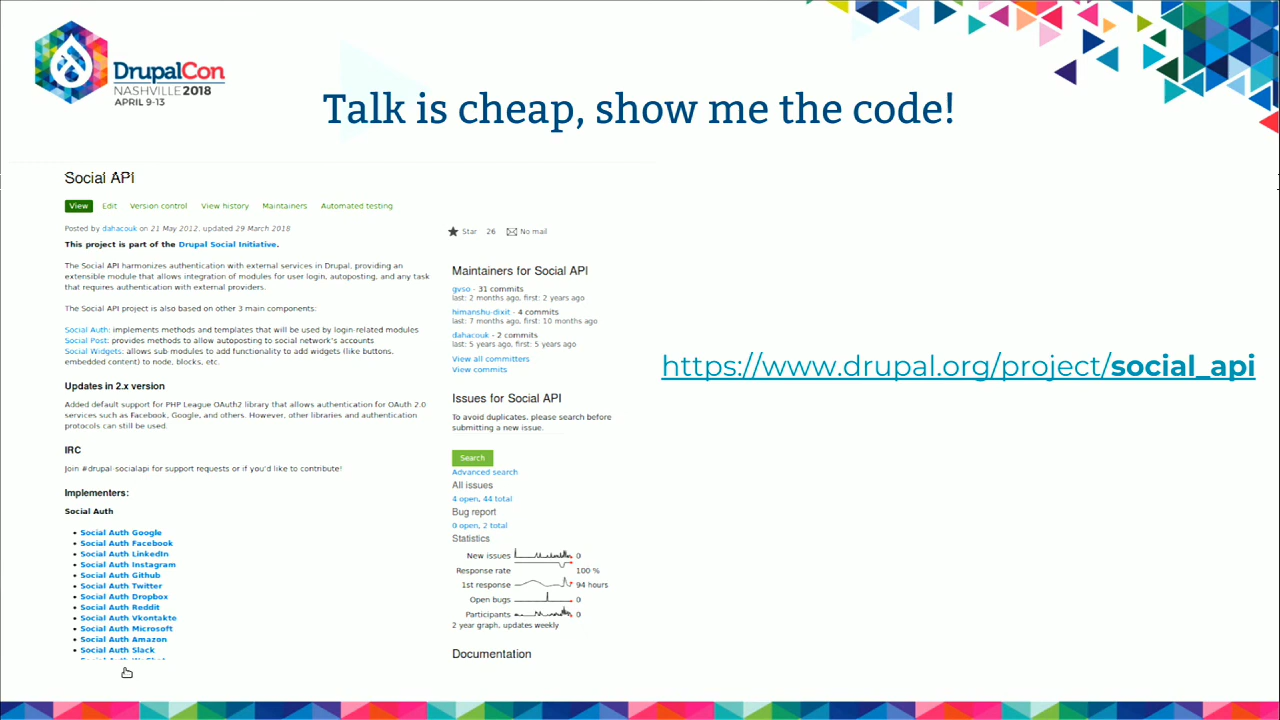 DrupalCon
NASHVILLE 2018
APRIL 9-13
Talk is cheap, show me the code!
Social API
View Edit Version control View history Maintainers Automated testing
Posted by dahacouk on 21 May 2012, updated 29 March 2018
This project is part of the Drupal Social Initiative.
The Social API harmonizes authentication with external services in Drupal, providing an
extensible module that allows integration of modules for user login, autoposting, and any task
that requires authentication with external providers.
The Social API project is also based on other 3 main components:
Social Auth: implements methods and templates that will be used by login-related modules
Social Post: provides methods to allow autoposting to social network's accounts
Social Widgets: allows sub modules to add functionality to add widgets (like buttons,
embedded content) to node, blocks, etc.
Updates in 2.x version
Added default support for PHP League OAuth2 library that allows authentication for OAuth 2.0
services such as Facebook, Google, and others. However, other libraries and authentication
protocols can still be used.
IRC
Join #drupal-socialapi for support requests or if you'd like to contribute!
Implementers:
Social Auth
• Social Auth Google
• Social Auth Facebook
• Social Auth LinkedIn
• Social Auth Instagram
• Social Auth Github
• Social Auth Twitter
• Social Auth Dropbox
• Social Auth Reddit
• Social Auth Vkontakte
• Social Auth Microsoft
• Social Auth Amazon
• Social Auth Slack
Star 26 No mail
Maintainers for Social API
gvso - 31 commits
last: 2 months ago, first: 2 years ago
himanshu-dixit - 4 commits
last: 7 months ago, first: 10 months ago
dahacouk - 2 commits
last: 5 years ago, first: 5 years ago
View all committers
View commits
Issues for Social API
To avoid duplicates, please search before
submitting a new issue.
Search
Advanced search
All issues
4 open, 44 total
Bug report
0 open, 2 total
Statistics
New issues 0
Response rate 100 %
1st response 94 hours
Open bugs 0
Participants 0
2 year graph, updates weekly
Documentation
https://www.drupal.org/project/social_api